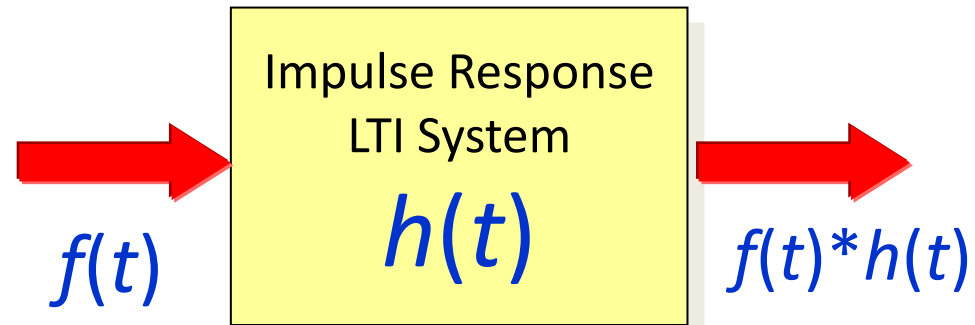 Impulse Response
LTI System
h(t)
f(t)
f(t)*h(t)